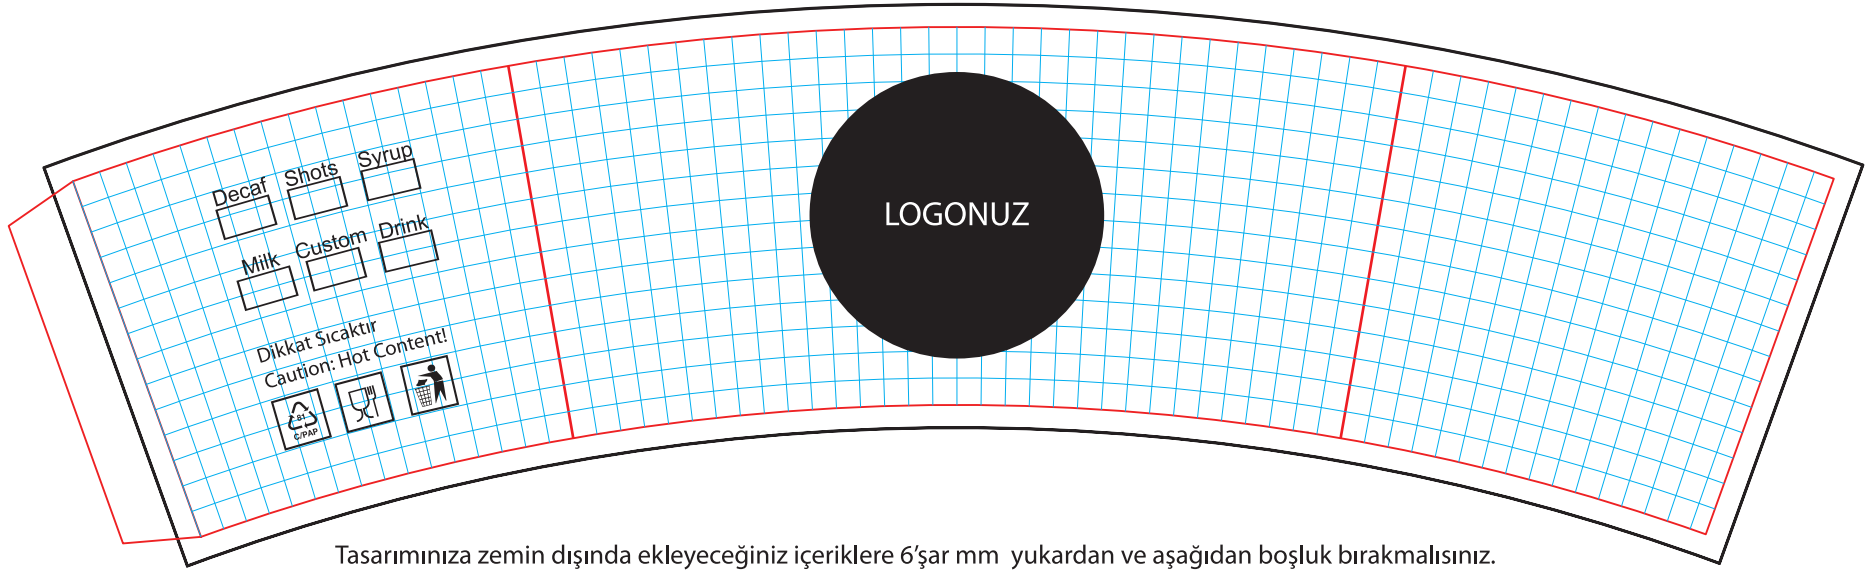 Decaf Shots Syrup
Milk Custom Drink
Dikkat Sıcaktır
Caution: Hot Content!
81
C/PAP
LOGONUZ
Tasarımınıza zemin dışında ekleyeceğiniz içeriklere 6’şar mm yukardan ve aşağıdan boşluk bırakmalısınız.